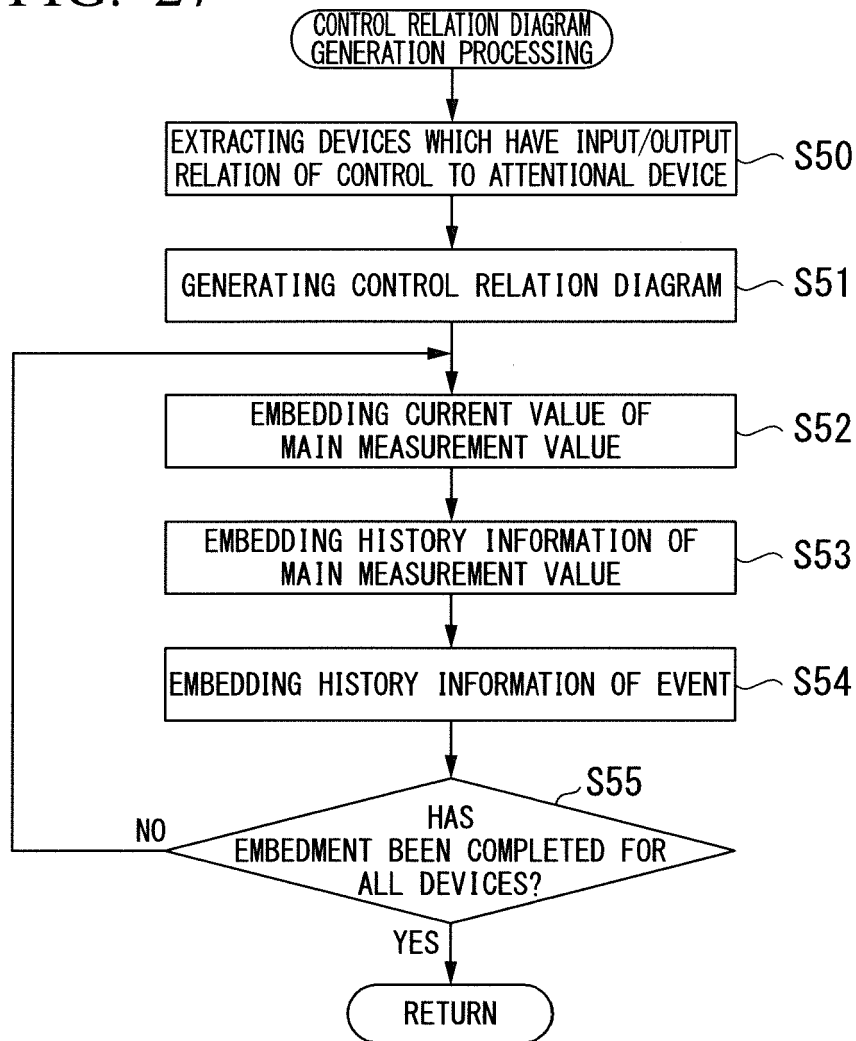 FIG. 27
CONTROL RELATION DIAGRAM
GENERATION PROCESSING
EXTRACTING DEVICES WHICH HAVE INPUT/OUTPUT
RELATION OF CONTROL TO ATTENTIONAL DEVICE
S50
GENERATING CONTROL RELATION DIAGRAM
S51
EMBEDDING CURRENT VALUE OF
MAIN MEASUREMENT VALUE
S52
EMBEDDING HISTORY INFORMATION OF
MAIN MEASUREMENT VALUE
S53
EMBEDDING HISTORY INFORMATION OF EVENT
S54
S55
HAS
EMBEDMENT BEEN COMPLETED FOR
ALL DEVICES?
NO
YES
RETURN